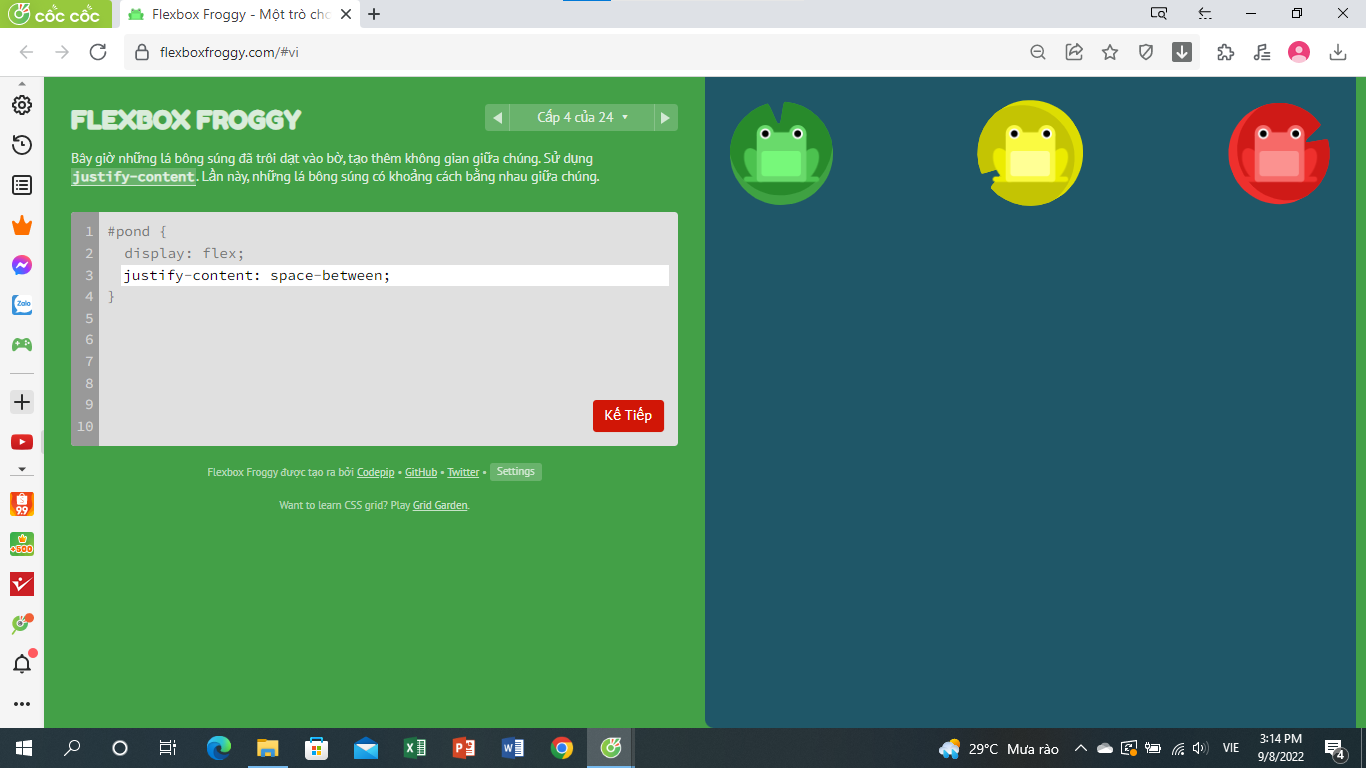 cốc cốc
Flexbox Froggy - Một trò chơ
flexboxfroggy.com/#vi
Zalo
9.9
+500
FLEXBOX FROGGY
Cấp 4 của 24
Bây giờ những lá bông súng đã trôi dạt vào bờ, tạo thêm không gian giữa chúng. Sử dụng
justify-content. Lần này, những lá bông súng có khoảng cách bằng nhau giữa chúng.
1 #pond {
2 display: flex;
3 justify-content: space-between;
4 }
5
6
7
8
9
10
Kế Tiếp
Flexbox Froggy được tạo ra bởi Codepip • GitHub • Twitter • Settings
Want to learn CSS grid? Play Grid Garden.
29°C Mưa rào
VIE
3:14 PM
9/8/2022
4